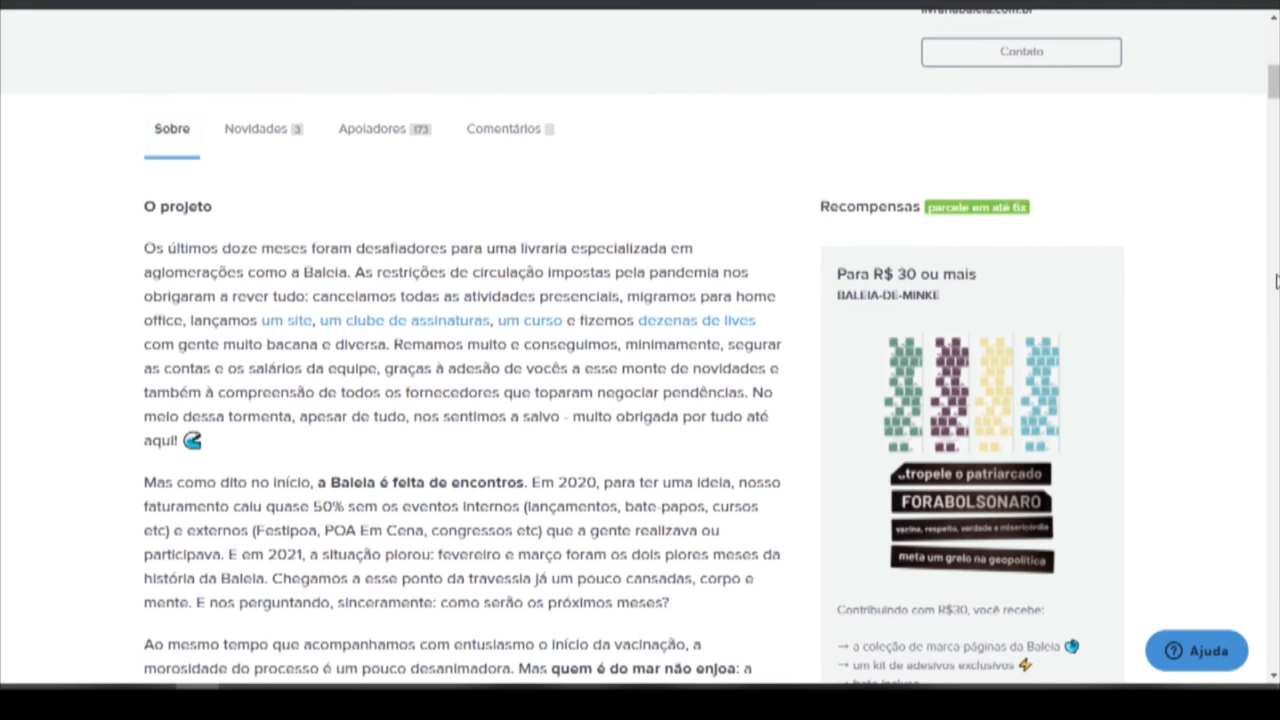 livrariabaleia.com.br
Contato
Sobre
Novidades 3
Apoiadores 173
Comentários
O projeto
Os últimos doze meses foram desafiadores para uma livraria especializada em
aglomerações como a Baleia. As restrições de circulação impostas pela pandemia nos
obrigaram a rever tudo: cancelamos todas as atividades presenciais, migramos para home
office, lançamos um site, um clube de assinaturas, um curso e fizemos dezenas de lives
com gente muito bacana e diversa. Remamos muito e conseguimos, minimamente, segurar
as contas e os salários da equipe, graças à adesão de vocês a esse monte de novidades e
também à compreensão de todos os fornecedores que toparam negociar pendências. No
meio dessa tormenta, apesar de tudo, nos sentimos a salvo - muito obrigada por tudo até
aqui!
Mas como dito no início, a Baleia é feita de encontros. Em 2020, para ter uma ideia, nosso
faturamento caiu quase 50% sem os eventos internos (lançamentos, bate-papos, cursos
etc) e externos (Festipoa, POA Em Cena, congressos etc) que a gente realizava ou
participava. E em 2021, a situação piorou: fevereiro e março foram os dois piores meses da
história da Baleia. Chegamos a esse ponto da travessia já um pouco cansadas, corpo e
mente. E nos perguntando, sinceramente: como serão os próximos meses?
Ao mesmo tempo que acompanhamos com entusiasmo o início da vacinação, a
morosidade do processo é um pouco desanimadora. Mas quem é do mar não enjoa: a
Recompensas parcele em até 6x
Para R$ 30 ou mais
BALEIA-DE-MINKE
atropele o patriarcado
FORABOLSONARO
vacina, respeito, verdade e misericórdia
meta um grelo na geopolítica
Contribuindo com R$30, você recebe:
→ a coleção de marca páginas da Baleia
→ um kit de adesivos exclusivos
→ frete incluso
Ajuda